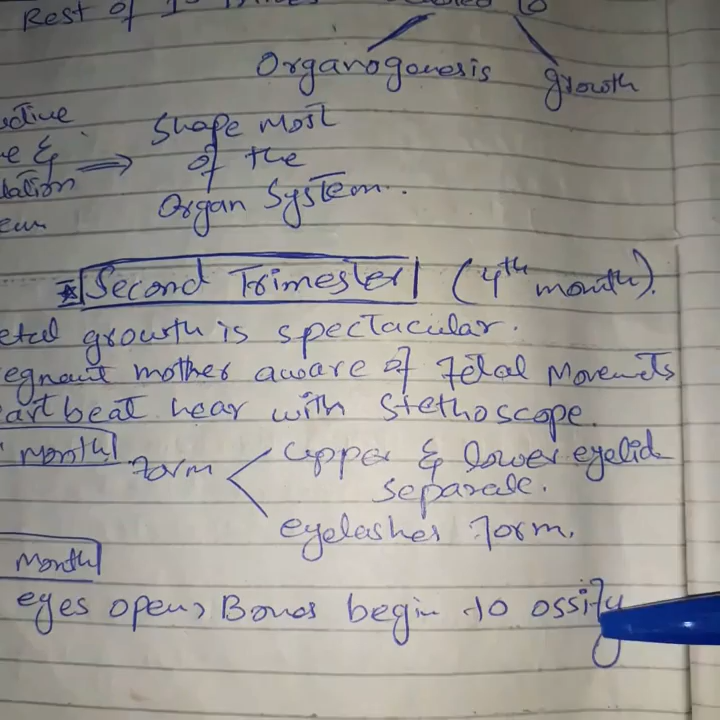 Rest of
to
Organogenesis growth
Shape Most
of the
Organ System.
Second Trimester (4th month).
growth is spectacular.
mother aware of Fetal Movemets
beat hear with stethoscope.
month
Form upper & lower eyelid
separate.
eyelashes Form.
Month
eyes open, Bones begin to ossify